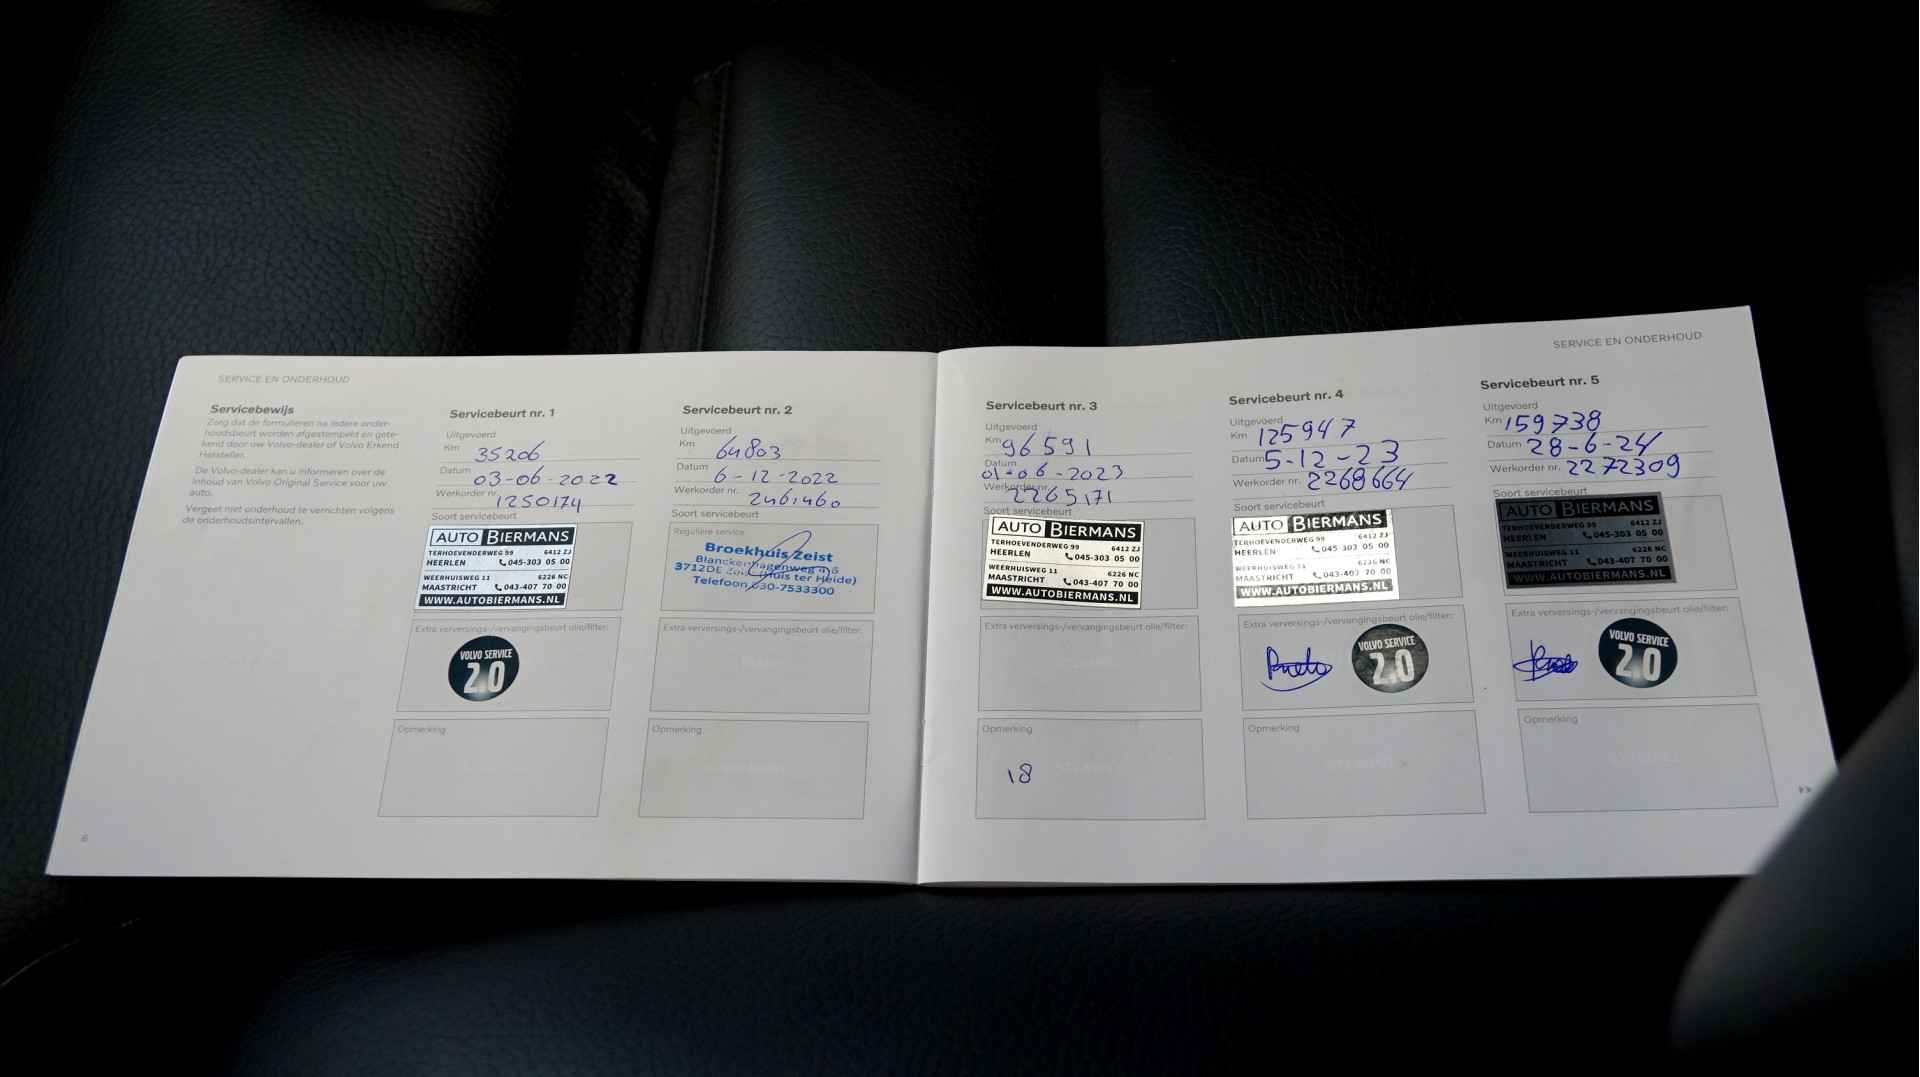 SERVICE EN ONDERHOUD
Servicebewijs
Zorg dat de formulieren na iedere onder-
houdsbeurt worden afgestempeld en gete-
kend door uw Volvo-dealer of Volvo Erkend
Hersteller.
De Volvo-dealer kan u informeren over de
inhoud van Volvo Original Service voor uw
auto.
Vergeet niet onderhoud te verrichten volgens
de onderhoudsintervallen.
6
Servicebeurt nr. 1
Uitgevoerd
Km 35206
Datum 03-06-2022
Werkorder nr. 1250174
Soort servicebeurt
AUTO BIERMANS
TERHOEVENDERWEG 99 6412 ZJ
HEERLEN 045-303 05 00
WEERHUISWEG 11 6226 NC
MAASTRICHT 043-407 70 00
WWW.AUTOBIERMANS.NL
Extra verversings-/vervangingsbeurt olie/filter:
VOLVO SERVICE
2.0
Opmerking
Servicebeurt nr. 2
Uitgevoerd
Km 64803
Datum 6-12-2022
Werkorder nr. 2461460
Soort servicebeurt
Reguliere service
Broekhuis Zeist
Blanckenhagenweg
3712DE (Huis ter Heide)
Telefoon 030-7533300
Extra verversings-/vervangingsbeurt olie/filter:
Opmerking
SERVICE EN ONDERHOUD
Servicebeurt nr. 3
Uitgevoerd
Km 96591
Datum 01-06-2023
Werkorder nr. 2265171
Soort servicebeurt
AUTO BIERMANS
TERHOEVENDERWEG 99 6412 ZJ
HEERLEN 045-303 05 00
WEERHUISWEG 11 6226 NC
MAASTRICHT 043-407 70 00
WWW.AUTOBIERMANS.NL
Extra verversings-/vervangingsbeurt olie/filter:
Opmerking
18
Servicebeurt nr. 4
Uitgevoerd
Km 125947
Datum 5-12-23
Werkorder nr. 2268664
Soort servicebeurt
AUTO BIERMANS
TERHOEVENDERWEG 99 6412 ZJ
HEERLEN 045-303 05 00
WEERHUISWEG 11 6226 NC
MAASTRICHT 043-407 70 00
WWW.AUTOBIERMANS.NL
Extra verversings-/vervangingsbeurt olie/filter:
VOLVO SERVICE
2.0
Opmerking
Servicebeurt nr. 5
Uitgevoerd
Km 159738
Datum 28-6-24
Werkorder nr. 2272309
Soort servicebeurt
AUTO BIERMANS
TERHOEVENDERWEG 99 6412 ZJ
HEERLEN 045-303 05 00
WEERHUISWEG 11 6226 NC
MAASTRICHT 043-407 70 00
WWW.AUTOBIERMANS.NL
Extra verversings-/vervangingsbeurt olie/filter:
VOLVO SERVICE
2.0
Opmerking